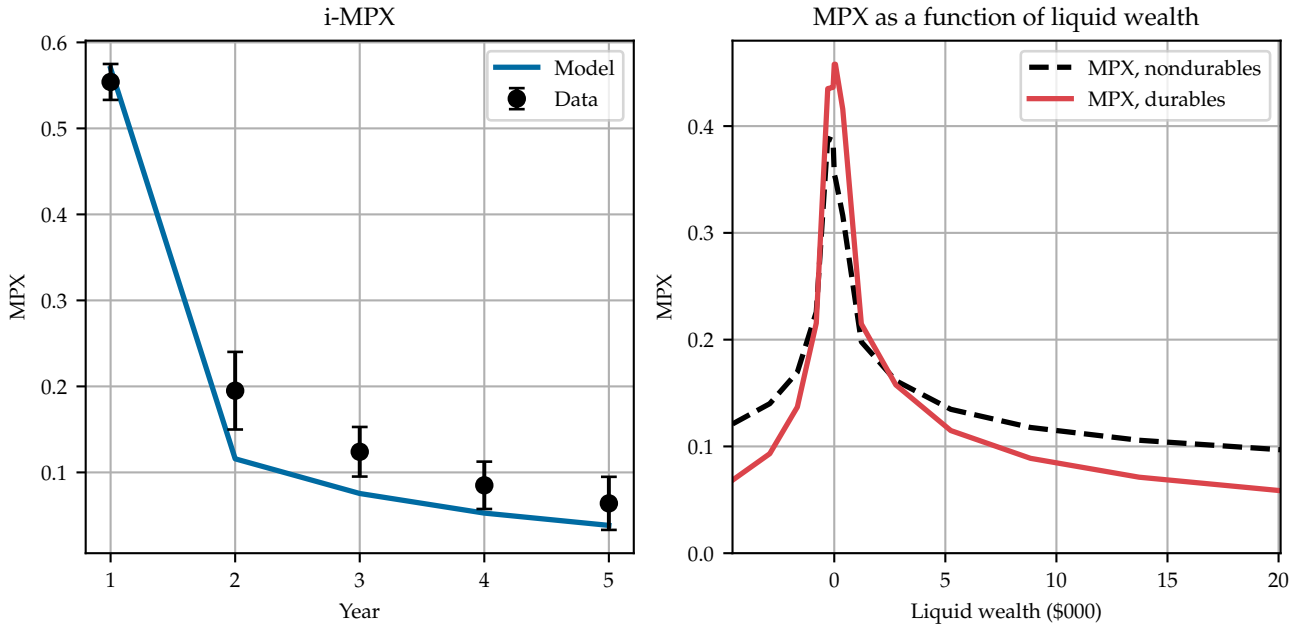 i-MPX
0.6
0.5
0.4
0.3
0.2
0.1
MPX
1
2
3
4
5
Year
Model
Data
MPX as a function of liquid wealth
0.4
0.3
0.2
0.1
0.0
MPX
0
5
10
15
20
Liquid wealth ($000)
MPX, nondurables
MPX, durables